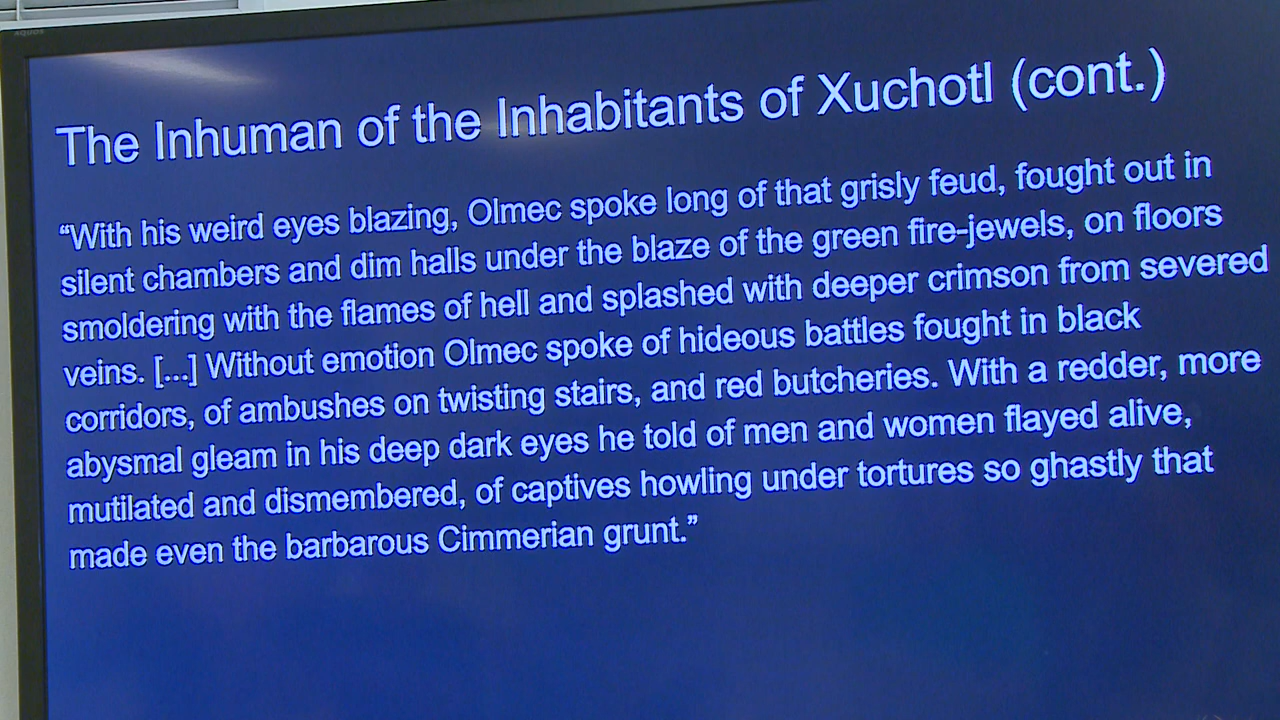 AQUOS
The Inhuman of the Inhabitants of Xuchotl (cont.)
“With his weird eyes blazing, Olmec spoke long of that grisly feud, fought out in
silent chambers and dim halls under the blaze of the green fire-jewels, on floors
smoldering with the flames of hell and splashed with deeper crimson from severed
veins. [...] Without emotion Olmec spoke of hideous battles fought in black
corridors, of ambushes on twisting stairs, and red butcheries. With a redder, more
abysmal gleam in his deep dark eyes he told of men and women flayed alive,
mutilated and dismembered, of captives howling under tortures so ghastly that
made even the barbarous Cimmerian grunt.”